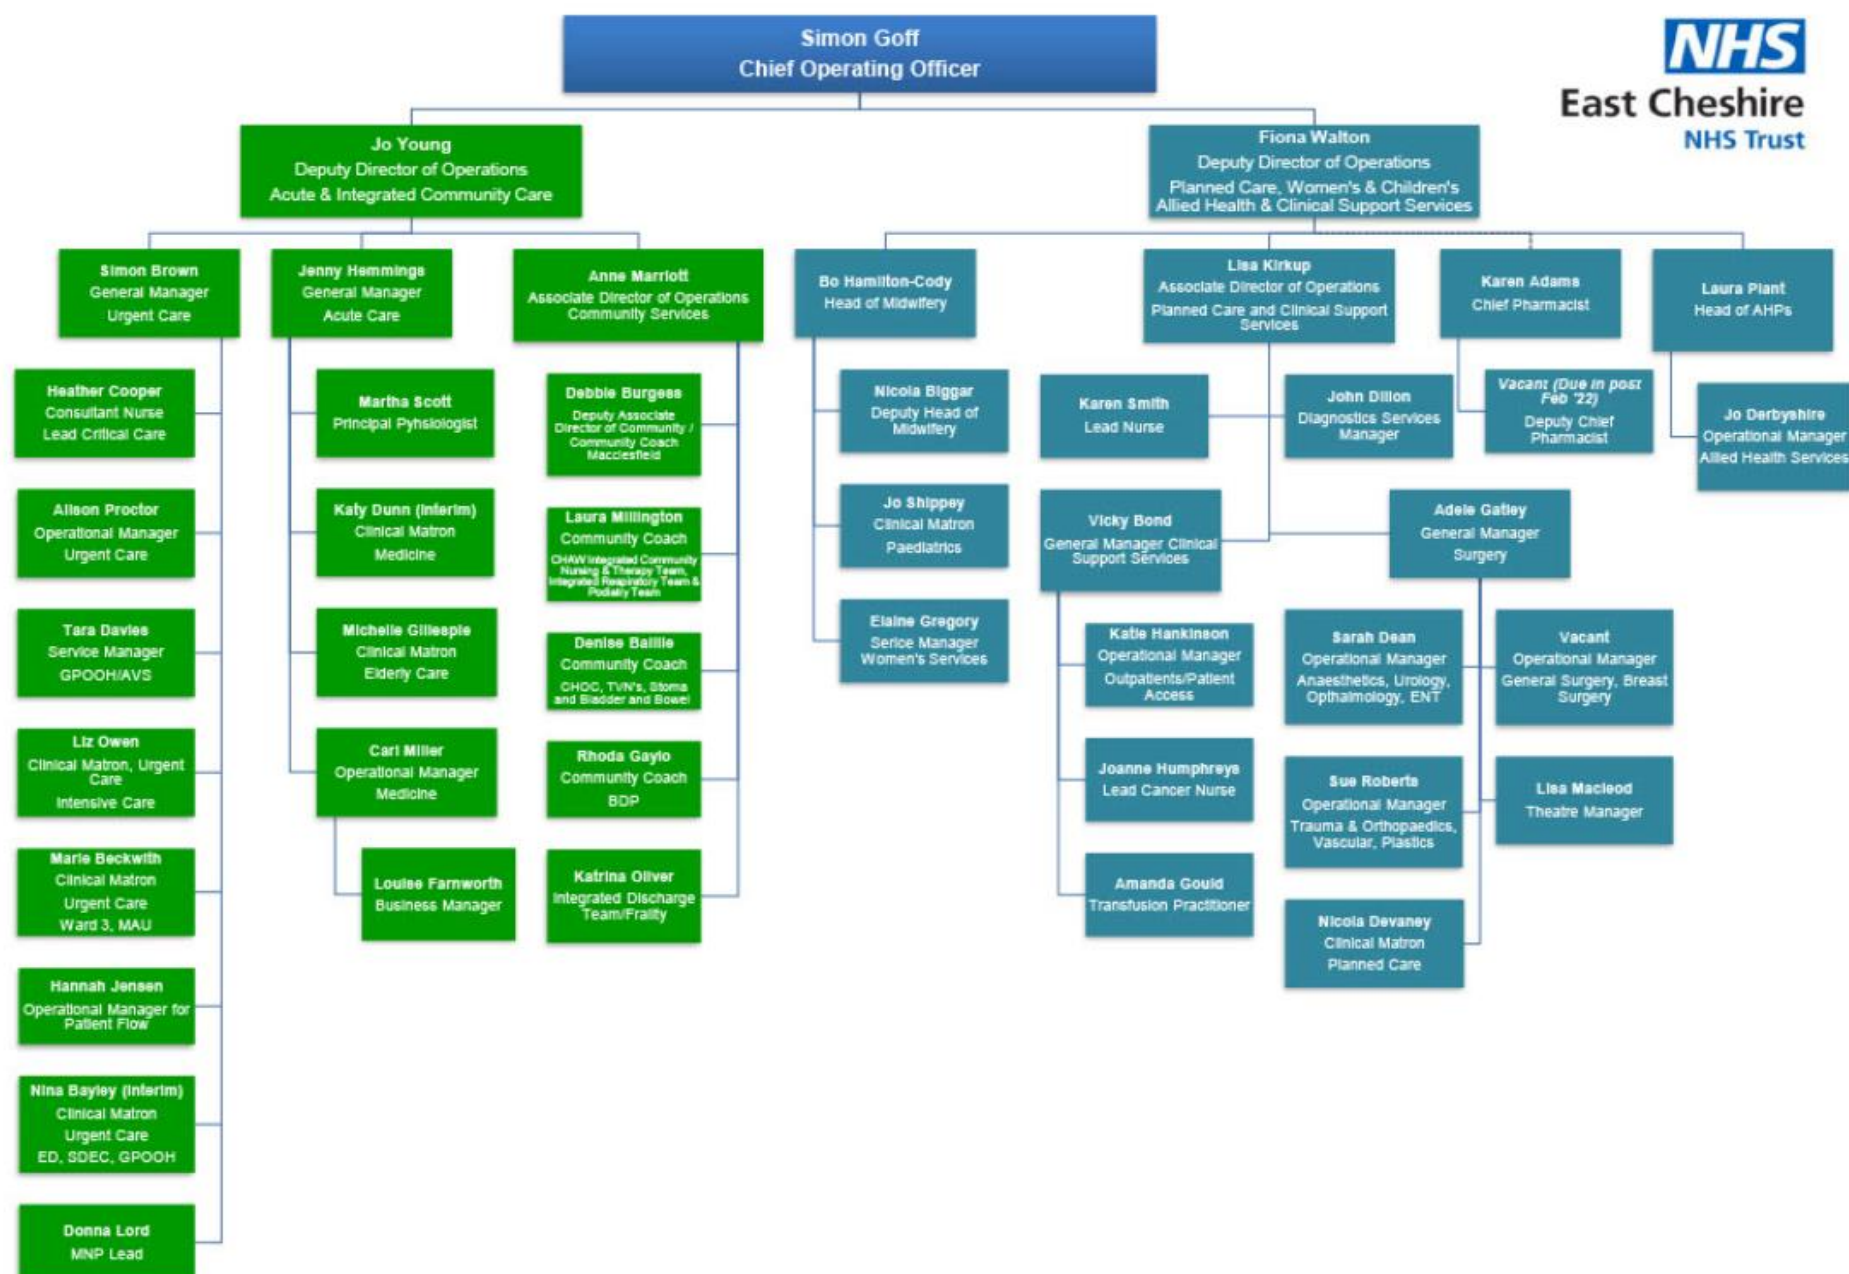 Simon Goff
Chief Operating Officer
NHS
East Cheshire
NHS Trust
Jo Young
Deputy Director of Operations
Acute & Integrated Community Care
Fiona Walton
Deputy Director of Operations
Planned Care, Women's & Children's
Allied Health & Clinical Support Services
Simon Brown
General Manager
Urgent Care
Jenny Hemmings
General Manager
Acute Care
Anne Marriott
Associate Director of Operations
Community Services
Bo Hamilton-Cody
Head of Midwifery
Lisa Kirkup
Associate Director of Operations
Planned Care and Clinical Support
Services
Karen Adams
Chief Pharmacist
Laura Plant
Head of AHPs
Heather Cooper
Consultant Nurse
Lead Critical Care
Alison Proctor
Operational Manager
Urgent Care
Tara Davies
Service Manager
GPOOH/AVS
Liz Owen
Clinical Matron, Urgent
Care
Intensive Care
Marie Beckwith
Clinical Matron
Urgent Care
Ward 3, MAU
Hannah Jensen
Operational Manager for
Patient Flow
Nina Bayley (Interim)
Clinical Matron
Urgent Care
ED, SDEC, GPOOH
Donna Lord
MNP Lead
Martha Scott
Principal Pyhsiologist
Katy Dunn (Interim)
Clinical Matron
Medicine
Michelle Gillespie
Clinical Matron
Elderly Care
Carl Miller
Operational Manager
Medicine
Louise Farnworth
Business Manager
Debbie Burgess
Deputy Associate
Director of Community /
Community Coach
Macclesfield
Laura Millington
Community Coach
CHAW Integrated Community
Nursing & Therapy Team,
Integrated Respiratory Team &
Podiatry Team
Denise Baillie
Community Coach
CHOC, TVN's, Stoma
and Bladder and Bowel
Rhoda Gaylo
Community Coach
BDP
Katrina Oliver
Integrated Discharge
Team/Fraility
Nicola Biggar
Deputy Head of
Midwifery
Jo Shippey
Clinical Matron
Paediatrics
Elaine Gregory
Serice Manager
Women's Services
Karen Smith
Lead Nurse
John Dillon
Diagnostics Services
Manager
Vicky Bond
General Manager Clinical
Support Services
Adele Gatley
General Manager
Surgery
Katie Hankinson
Operational Manager
Outpatients/Patient
Access
Joanne Humphreys
Lead Cancer Nurse
Amanda Gould
Transfusion Practitioner
Sarah Dean
Operational Manager
Anaesthetics, Urology,
Opthalmology, ENT
Vacant
Operational Manager
General Surgery, Breast
Surgery
Sue Roberts
Operational Manager
Trauma & Orthopaedics,
Vascular, Plastics
Lisa Macleod
Theatre Manager
Nicola Devaney
Clinical Matron
Planned Care
Vacant (Due in post
Feb '22)
Deputy Chief
Pharmacist
Jo Derbyshire
Operational Manager
Allied Health Services